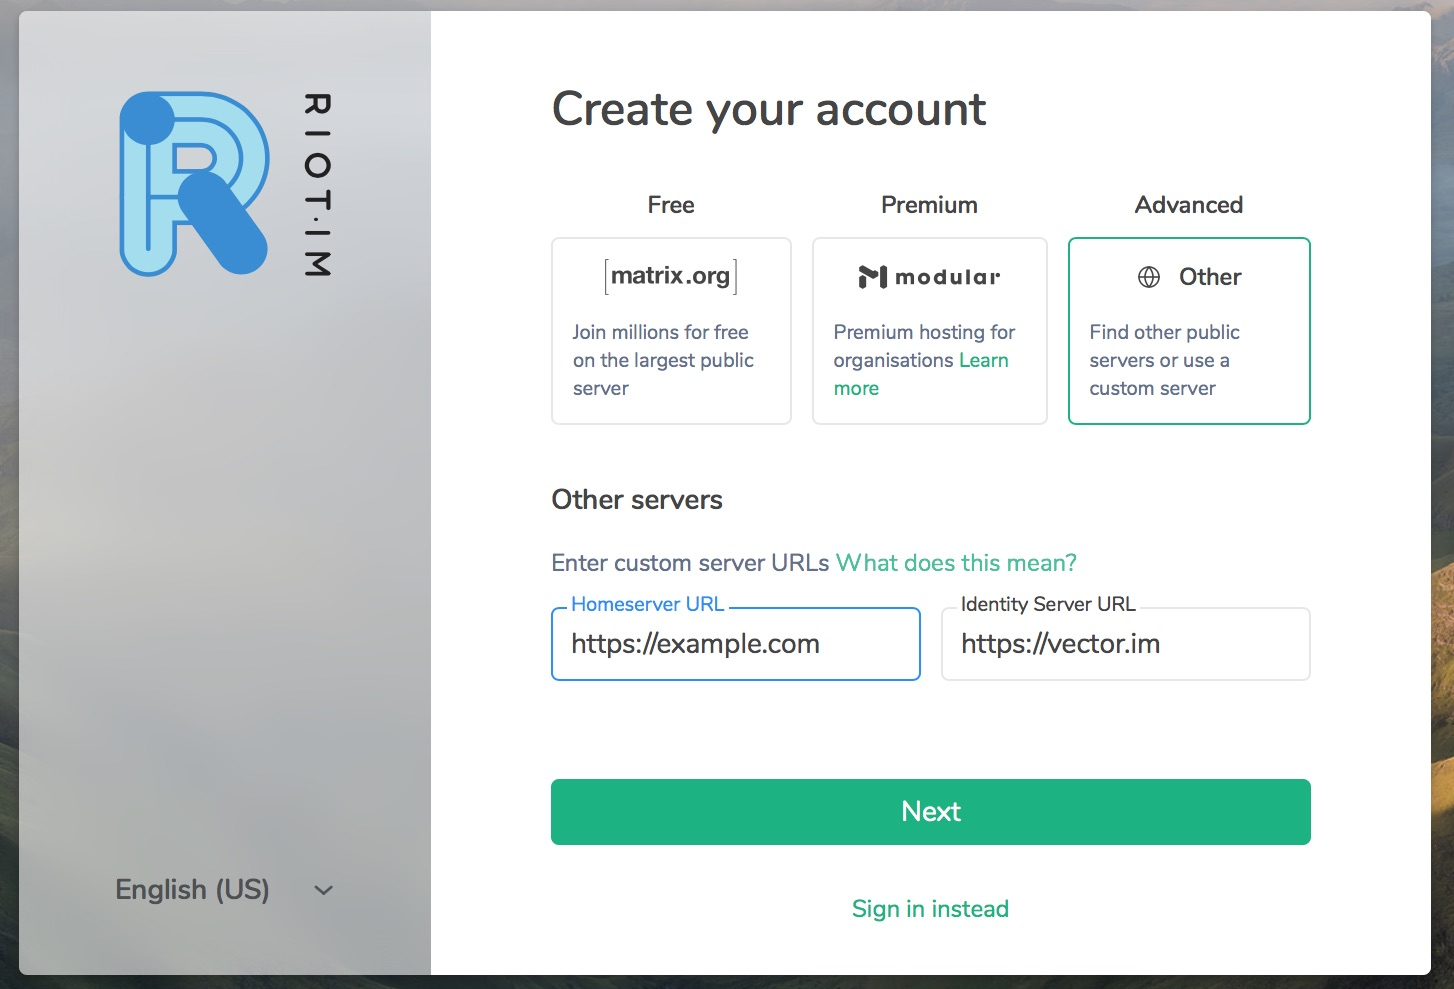 RIOT·IM
Create your account
Free
[matrix.org]
Join millions for free
on the largest public
server
Premium
modular
Premium hosting for
organisations Learn
more
Advanced
Other
Find other public
servers or use a
custom server
Other servers
Enter custom server URLs What does this mean?
Homeserver URL
https://example.com
Identity Server URL
https://vector.im
Next
Sign in instead
English (US)